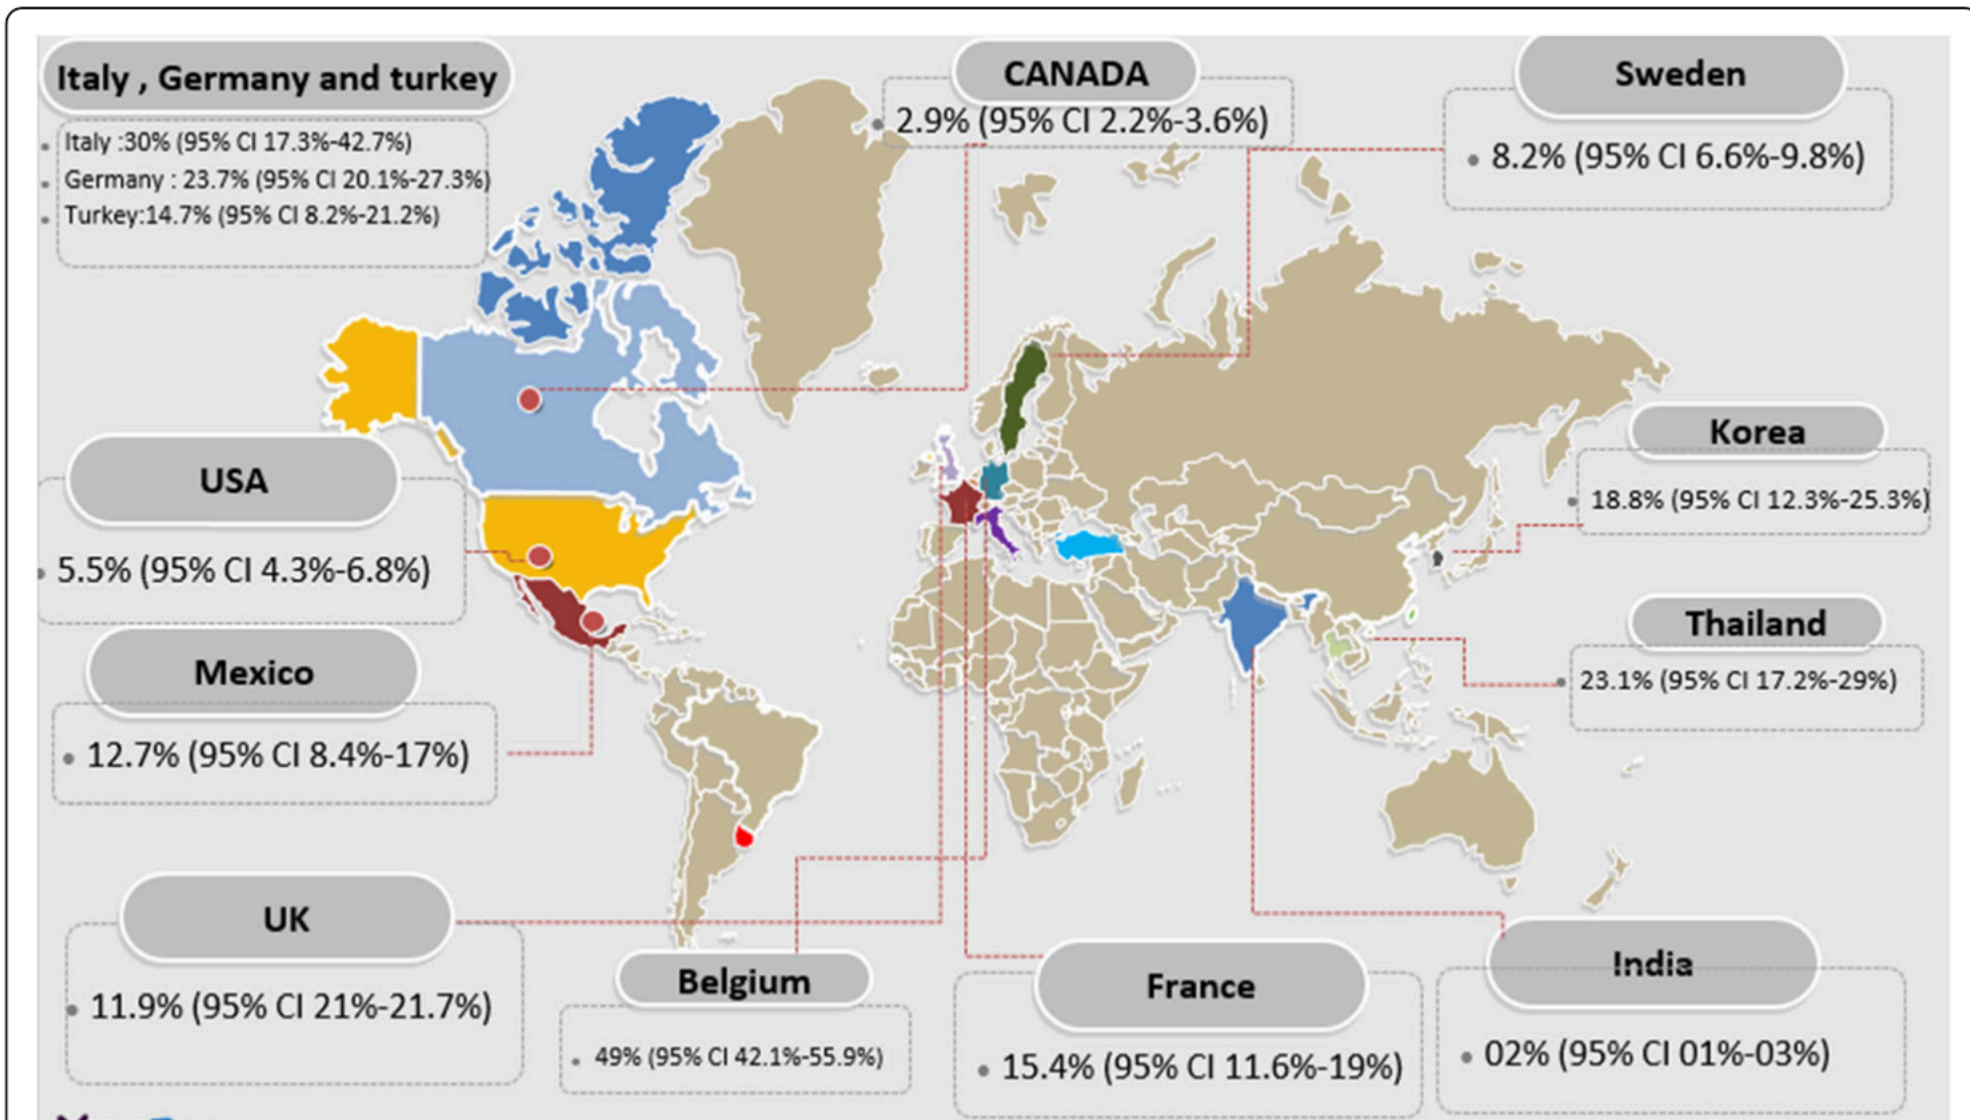 Italy , Germany and turkey
Italy :30% (95% CI 17.3%-42.7%)
Germany : 23.7% (95% CI 20.1%-27.3%)
Turkey:14.7% (95% CI 8.2%-21.2%)
CANADA
2.9% (95% CI 2.2%-3.6%)
Sweden
8.2% (95% CI 6.6%-9.8%)
Korea
18.8% (95% CI 12.3%-25.3%)
USA
5.5% (95% CI 4.3%-6.8%)
Thailand
23.1% (95% CI 17.2%-29%)
Mexico
12.7% (95% CI 8.4%-17%)
UK
11.9% (95% CI 21%-21.7%)
Belgium
49% (95% CI 42.1%-55.9%)
France
15.4% (95% CI 11.6%-19%)
India
02% (95% CI 01%-03%)